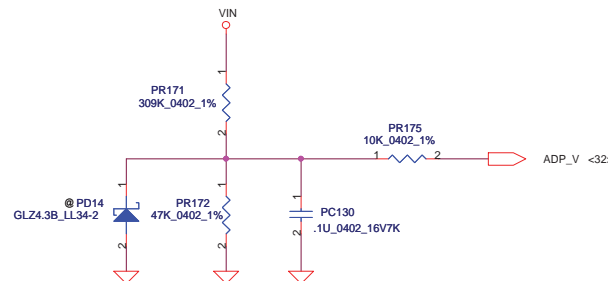 VIN
1
PR171
309K_0402_1%
2
PR175
10K_0402_1%
1
2
ADP_V <32
1
@ PD14
GLZ4.3B_LL34-2
2
1
PR172
47K_0402_1%
2
1
PC130
.1U_0402_16V7K
2